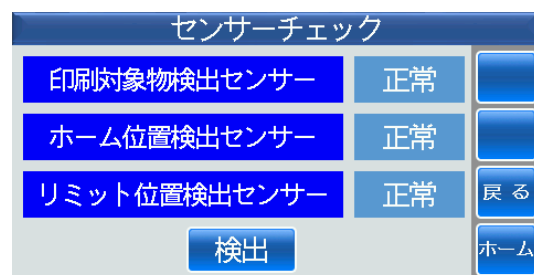 センサーチェック
印刷対象物検出センサー 正常
ホーム位置検出センサー 正常
リミット位置検出センサー 正常
戻る
検出
ホーム